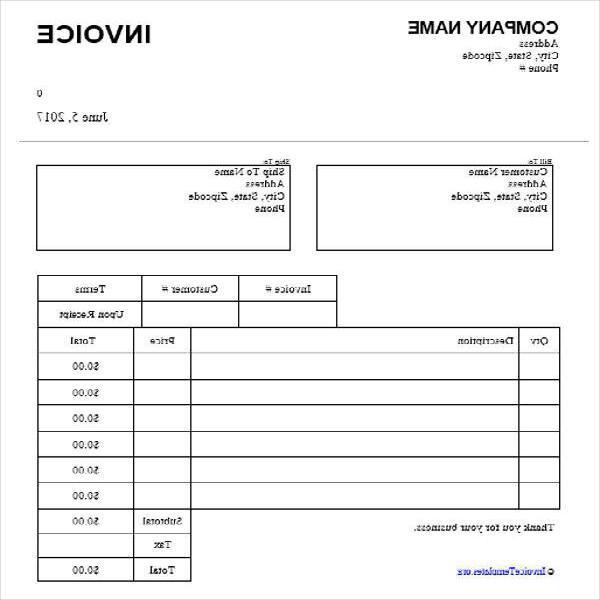 COMPANY NAME
INVOICE
Address
City, State, Zipcode
Phone #
0
June 5, 2017
Bill To:
Customer Name
Address
City, State, Zipcode
Phone
Ship To:
Ship To Name
Address
City, State, Zipcode
Phone
Invoice # Customer # Terms
Upon Receipt
Qty Description Price Total
$0.00
$0.00
$0.00
$0.00
$0.00
$0.00
Subtotal $0.00
Tax
Total $0.00
Thank you for your business.
© InvoiceTemplates.org